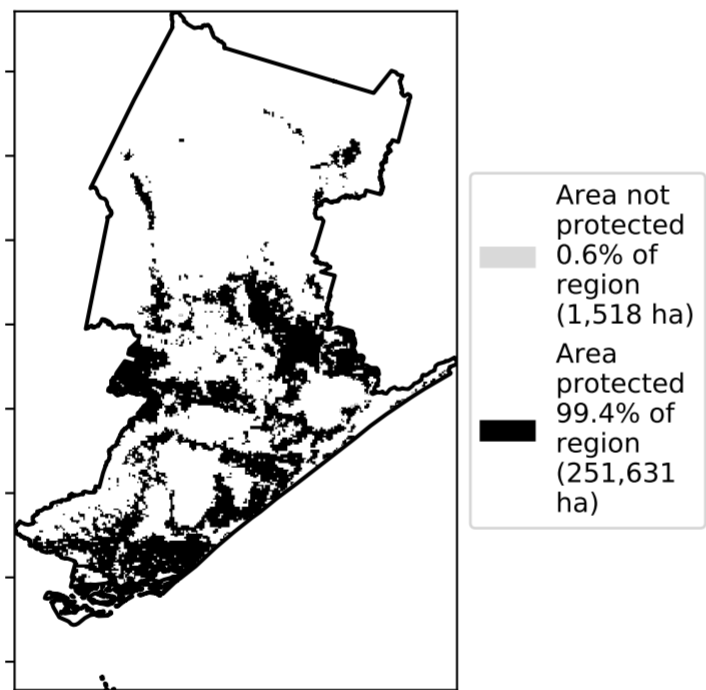 Area not
protected
0.6% of
region
(1,518 ha)
Area
protected
99.4% of
region
(251,631
ha)